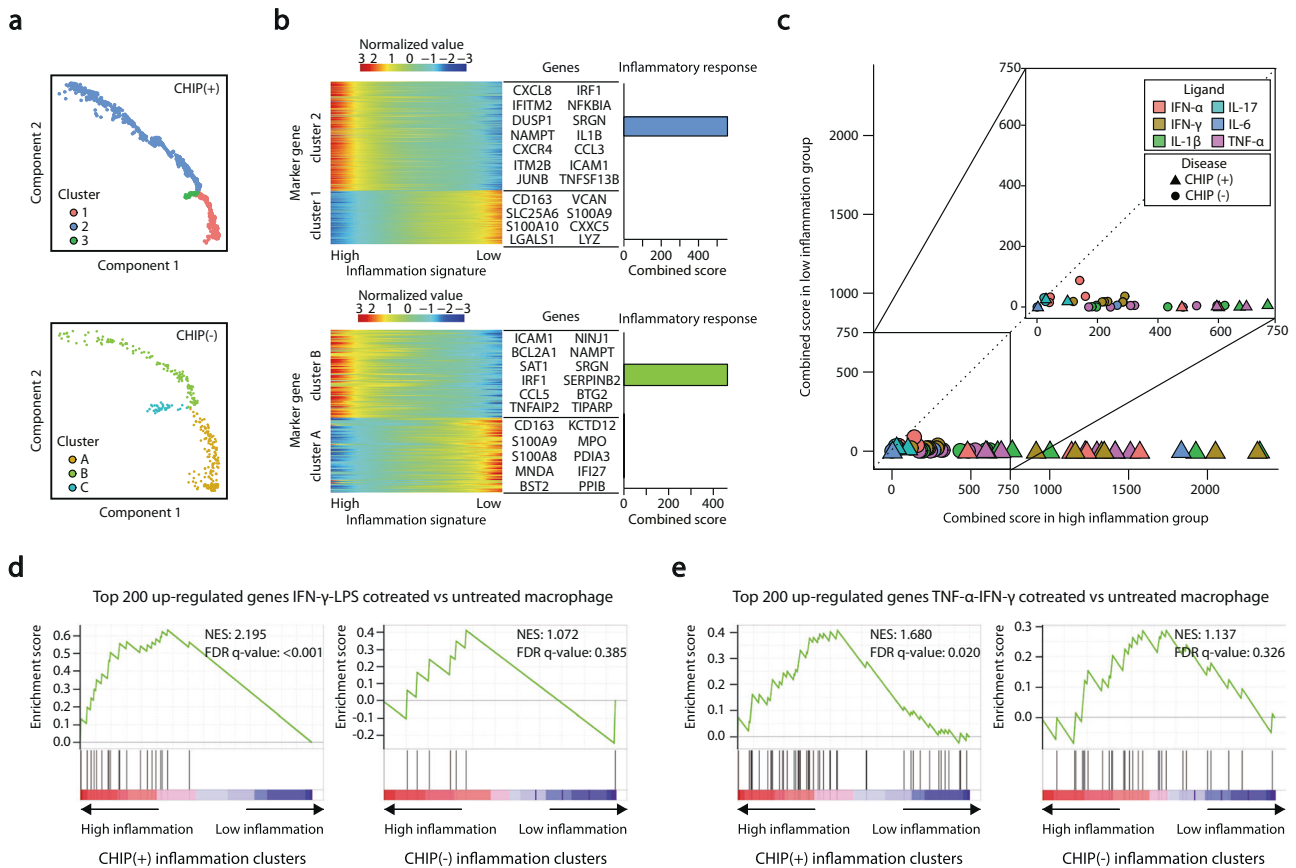 a
CHIP(+)
Component 2
Cluster
1
2
3
Component 1
CHIP(-)
Component 2
Cluster
A
B
C
Component 1
b
Normalized value
3 2 1 0 −1 −2 −3
Genes
Inflammatory response
Marker gene
cluster 2
cluster 1
CXCL8 IRF1
IFITM2 NFKBIA
DUSP1 SRGN
NAMPT IL1B
CXCR4 CCL3
ITM2B ICAM1
JUNB TNFSF13B
CD163 VCAN
SLC25A6 S100A9
S100A10 CXXC5
LGALS1 LYZ
High Low
Inflammation signature
0 200 400
Combined score
Normalized value
3 2 1 0 −1 −2 −3
Genes
Inflammatory response
Marker gene
cluster B
cluster A
ICAM1 NINJ1
BCL2A1 NAMPT
SAT1 SRGN
IRF1 SERPINB2
CCL5 BTG2
TNFAIP2 TIPARP
CD163 KCTD12
S100A9 MPO
S100A8 PDIA3
MNDA IFI27
BST2 PPIB
High Low
Inflammation signature
0 200 400
Combined score
c
Combined score in low inflammation group
2000
1500
1000
750
500
0
0 500 750 1000 1500 2000
Combined score in high inflammation group
750
600
400
200
0
0 200 400 600 750
Ligand
IFN-α IL-17
IFN-γ IL-6
IL-1β TNF-α
Disease
CHIP (+)
CHIP (-)
d
Top 200 up-regulated genes IFN-γ-LPS cotreated vs untreated macrophage
Enrichment score
0.6
0.5
0.4
0.3
0.2
0.1
0.0
NES: 2.195
FDR q-value: <0.001
High inflammation Low inflammation
CHIP(+) inflammation clusters
Enrichment score
0.4
0.3
0.2
0.1
0.0
-0.1
-0.2
NES: 1.072
FDR q-value: 0.385
High inflammation Low inflammation
CHIP(-) inflammation clusters
e
Top 200 up-regulated genes TNF-α-IFN-γ cotreated vs untreated macrophage
Enrichment score
0.4
0.3
0.2
0.1
0.0
NES: 1.680
FDR q-value: 0.020
High inflammation Low inflammation
CHIP(+) inflammation clusters
Enrichment score
0.3
0.2
0.1
0.0
NES: 1.137
FDR q-value: 0.326
High inflammation Low inflammation
CHIP(-) inflammation clusters